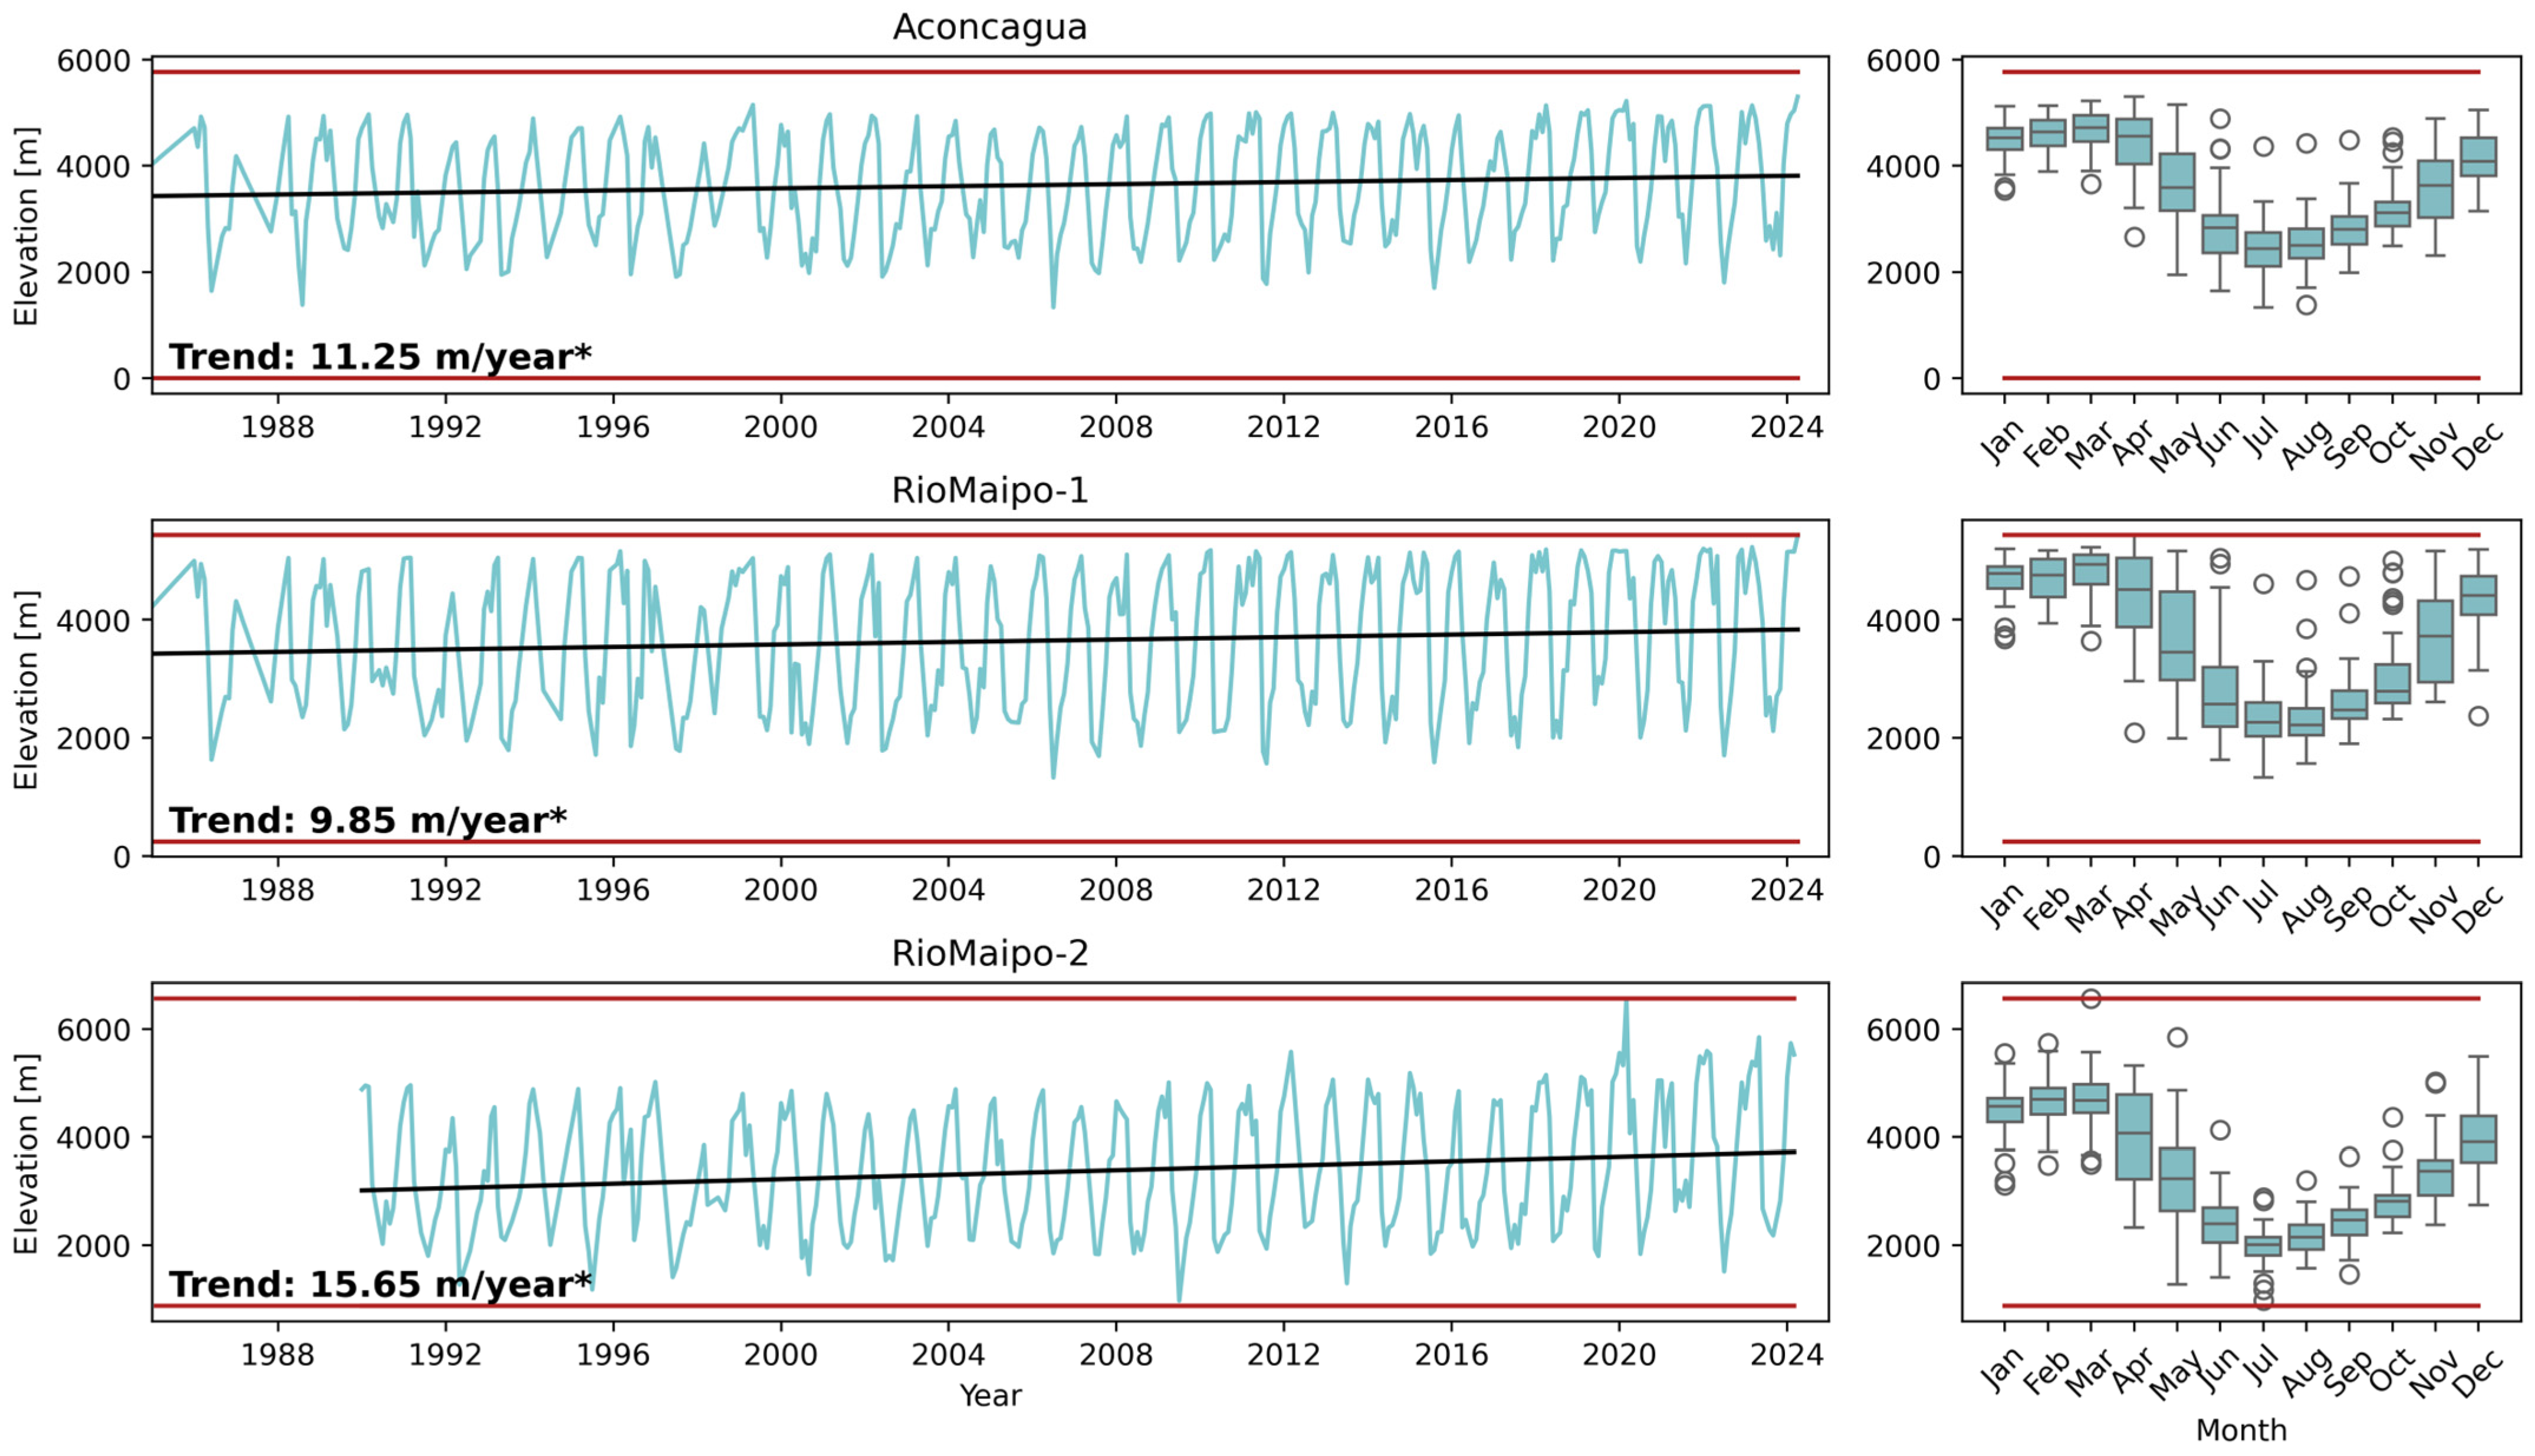 Aconcagua
Elevation [m]
6000
4000
2000
0
Trend: 11.25 m/year*
1988 1992 1996 2000 2004 2008 2012 2016 2020 2024
6000
4000
2000
0
Jan Feb Mar Apr May Jun Jul Aug Sep Oct Nov Dec
RioMaipo-1
Elevation [m]
4000
2000
0
Trend: 9.85 m/year*
1988 1992 1996 2000 2004 2008 2012 2016 2020 2024
4000
2000
0
Jan Feb Mar Apr May Jun Jul Aug Sep Oct Nov Dec
RioMaipo-2
Elevation [m]
6000
4000
2000
Trend: 15.65 m/year*
1988 1992 1996 2000 2004 2008 2012 2016 2020 2024
Year
6000
4000
2000
Jan Feb Mar Apr May Jun Jul Aug Sep Oct Nov Dec
Month